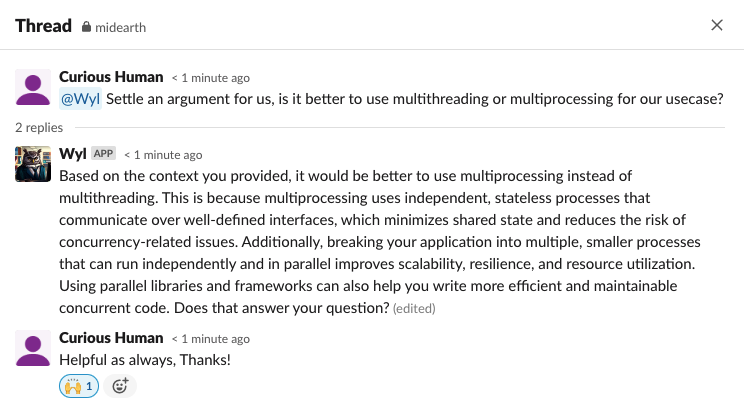 Thread midearth
Curious Human < 1 minute ago
@Wyl Settle an argument for us, is it better to use multithreading or multiprocessing for our usecase?
2 replies
Wyl APP < 1 minute ago
Based on the context you provided, it would be better to use multiprocessing instead of
multithreading. This is because multiprocessing uses independent, stateless processes that
communicate over well-defined interfaces, which minimizes shared state and reduces the risk of
concurrency-related issues. Additionally, breaking your application into multiple, smaller processes
that can run independently and in parallel improves scalability, resilience, and resource utilization.
Using parallel libraries and frameworks can also help you write more efficient and maintainable
concurrent code. Does that answer your question? (edited)
Curious Human < 1 minute ago
Helpful as always, Thanks!
1